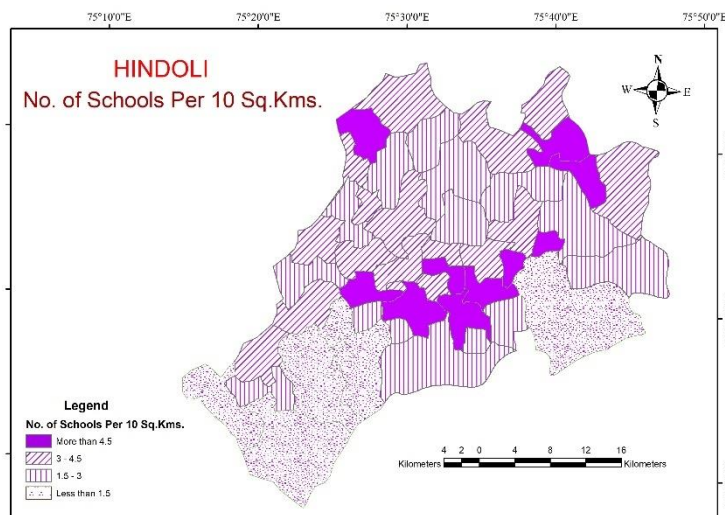 75°10'0"E 75°20'0"E 75°30'0"E 75°40'0"E 75°50'0"E
HINDOLI
No. of Schools Per 10 Sq.Kms.
N
W E
S
Legend
No. of Schools Per 10 Sq.Kms.
More than 4.5
3 - 4.5
1.5 - 3
Less than 1.5
4 2 0 4 8 12 16
Kilometers Kilometers